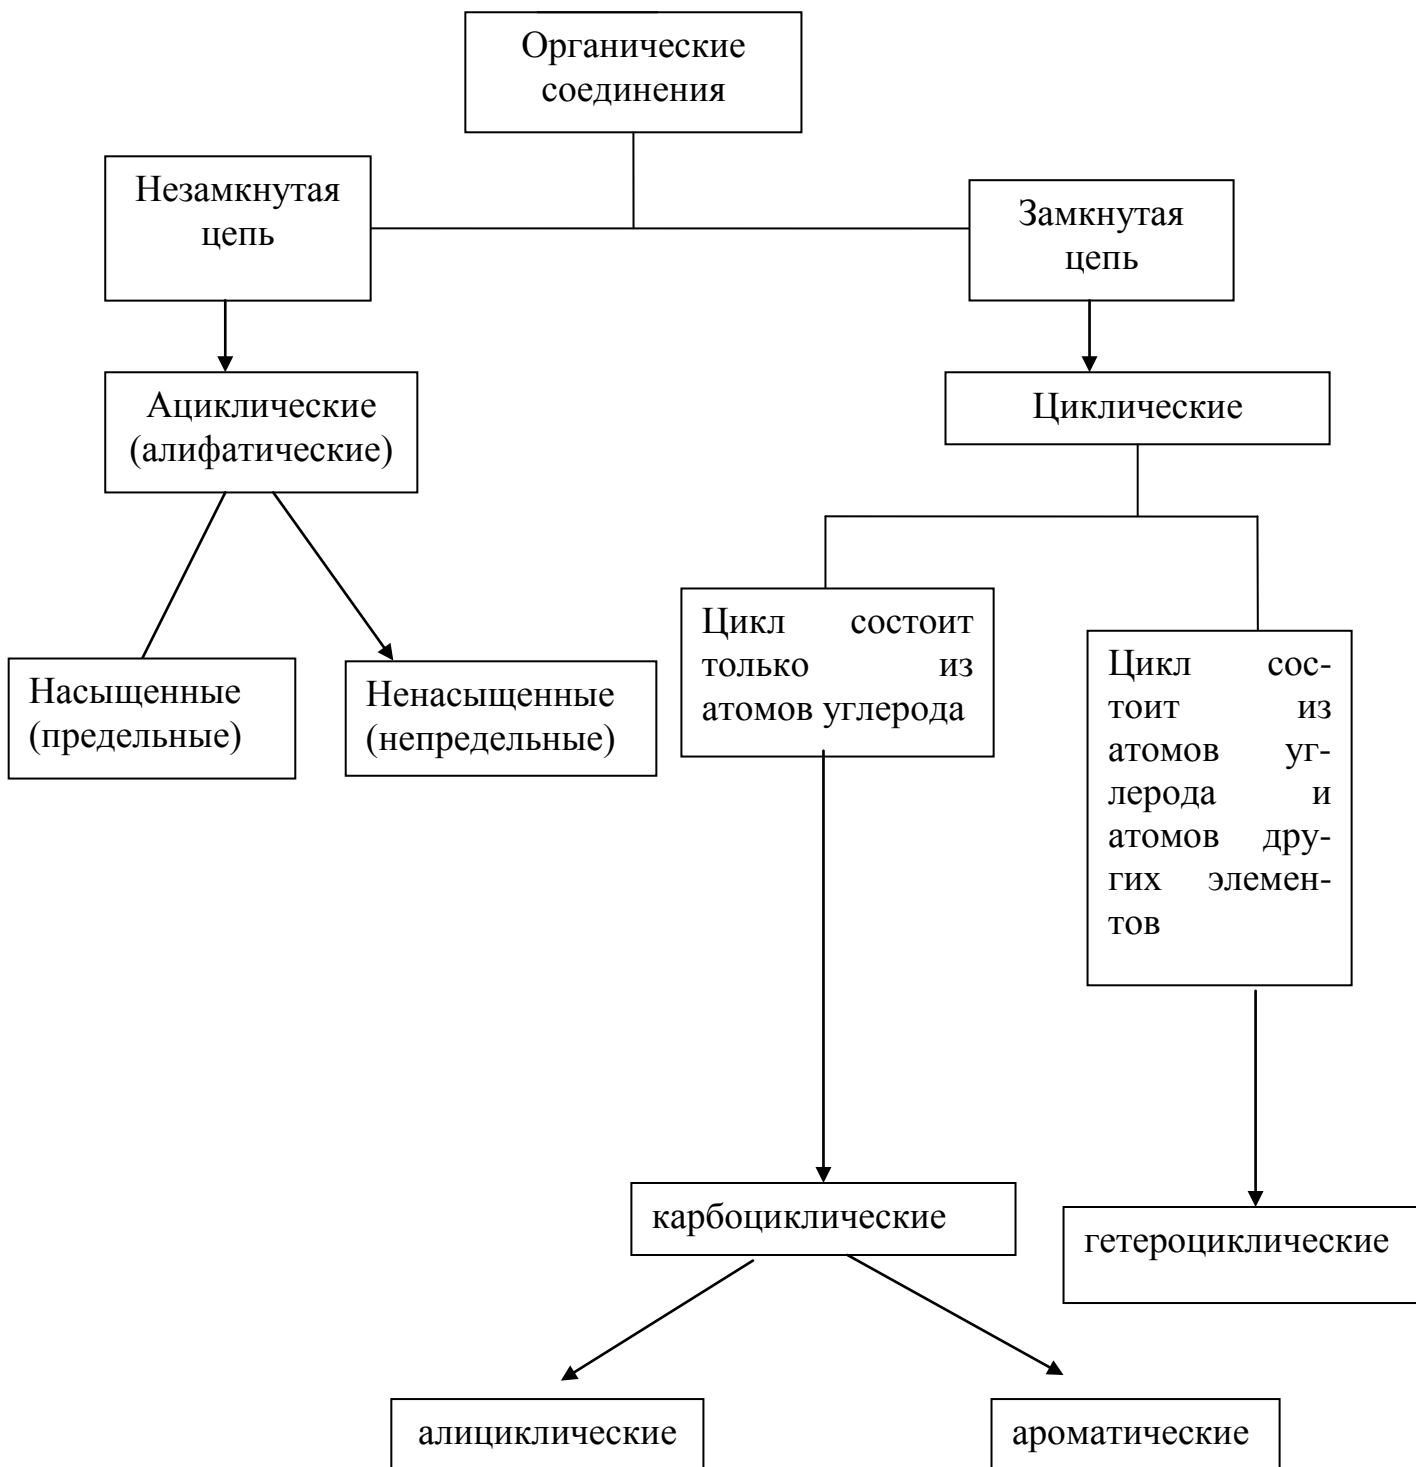 Органические
соединения
Незамкнутая
цепь
Замкнутая
цепь
Ациклические
(алифатические)
Циклические
Насыщенные
(предельные)
Ненасыщенные
(непредельные)
Цикл состоит
только из
атомов углерода
Цикл сос-
тоит из
атомов уг-
лерода и
атомов дру-
гих элемен-
тов
карбоциклические
гетероциклические
алициклические
ароматические